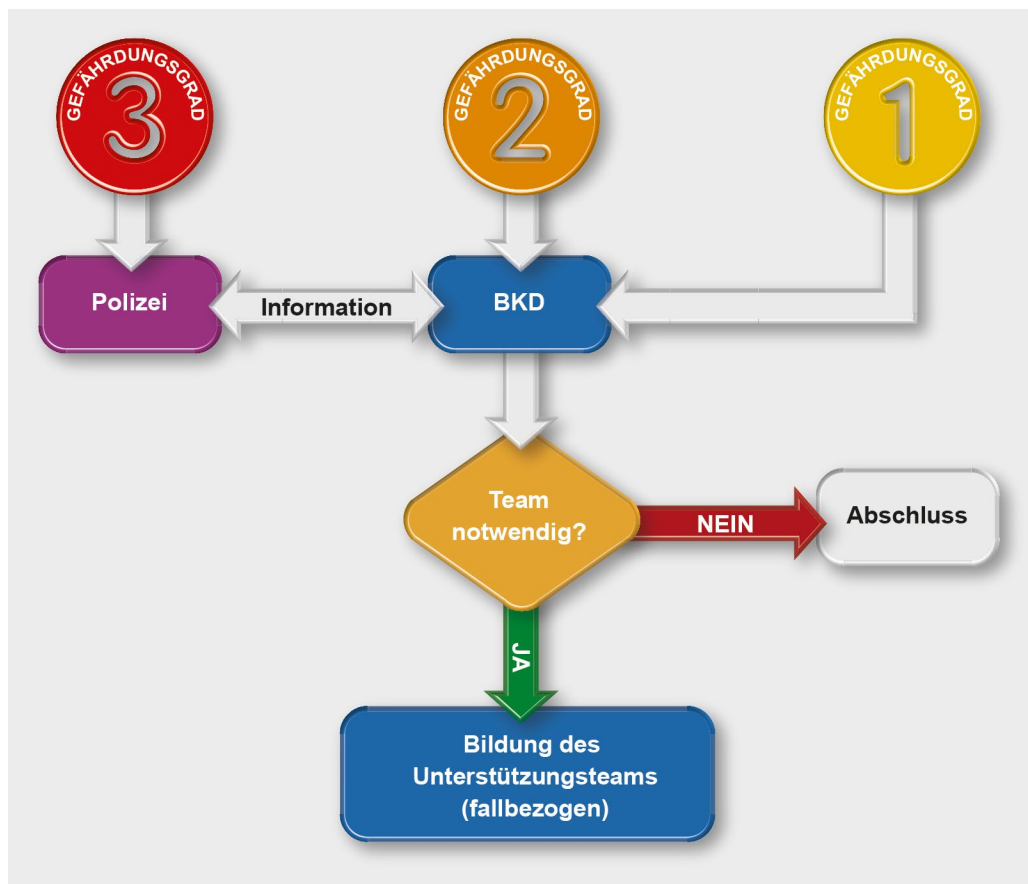 GEFÄHRDUNGSGRAD
3
GEFÄHRDUNGSGRAD
2
GEFÄHRDUNGSGRAD
1
Polizei
Information
BKD
Team
notwendig?
NEIN
Abschluss
JA
Bildung des
Unterstützungsteams
(fallbezogen)